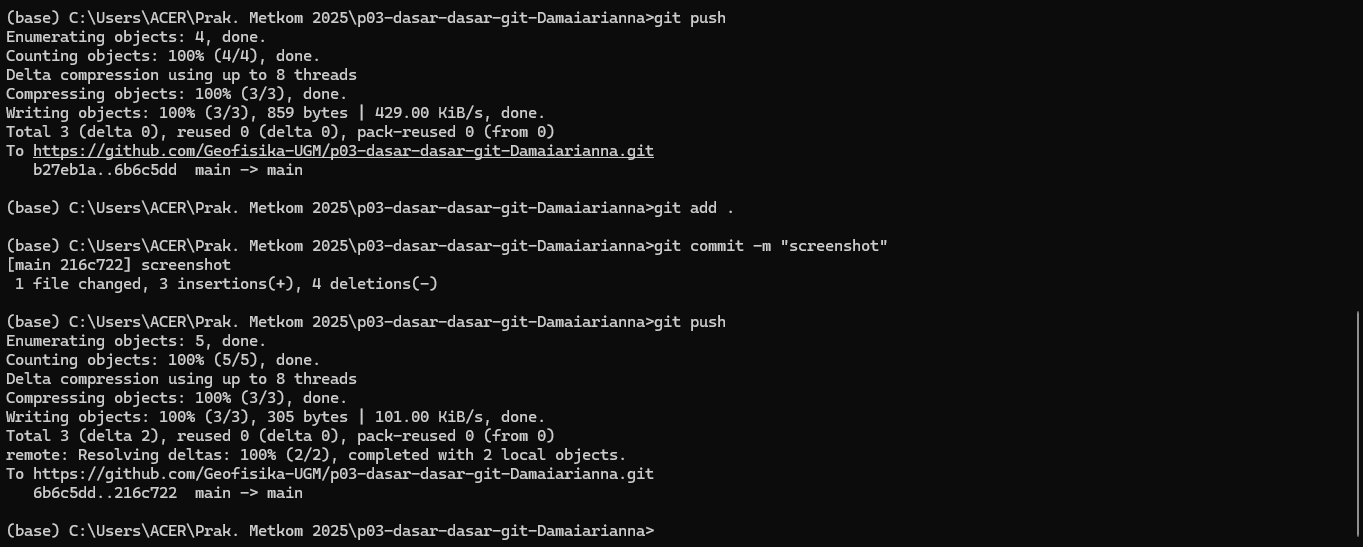 (base) C:\Users\ACER\Prak. Metkom 2025\p03-dasar-dasar-git-Damaiarianna>git push
Enumerating objects: 4, done.
Counting objects: 100% (4/4), done.
Delta compression using up to 8 threads
Compressing objects: 100% (3/3), done.
Writing objects: 100% (3/3), 859 bytes | 429.00 KiB/s, done.
Total 3 (delta 0), reused 0 (delta 0), pack-reused 0 (from 0)
To https://github.com/Geofisika-UGM/p03-dasar-dasar-git-Damaiarianna.git
   b27eb1a..6b6c5dd  main -> main
(base) C:\Users\ACER\Prak. Metkom 2025\p03-dasar-dasar-git-Damaiarianna>git add .
(base) C:\Users\ACER\Prak. Metkom 2025\p03-dasar-dasar-git-Damaiarianna>git commit -m "screenshot"
[main 216c722] screenshot
 1 file changed, 3 insertions(+), 4 deletions(-)
(base) C:\Users\ACER\Prak. Metkom 2025\p03-dasar-dasar-git-Damaiarianna>git push
Enumerating objects: 5, done.
Counting objects: 100% (5/5), done.
Delta compression using up to 8 threads
Compressing objects: 100% (3/3), done.
Writing objects: 100% (3/3), 305 bytes | 101.00 KiB/s, done.
Total 3 (delta 2), reused 0 (delta 0), pack-reused 0 (from 0)
remote: Resolving deltas: 100% (2/2), completed with 2 local objects.
To https://github.com/Geofisika-UGM/p03-dasar-dasar-git-Damaiarianna.git
   6b6c5dd..216c722  main -> main
(base) C:\Users\ACER\Prak. Metkom 2025\p03-dasar-dasar-git-Damaiarianna>